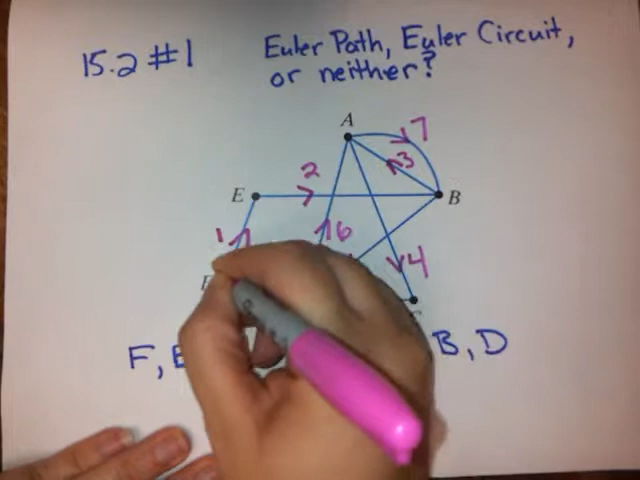 15.2 #1
Euler Path, Euler Circuit,
or neither?
A
7
3
2
E
B
1
6
4
F, E
B, D